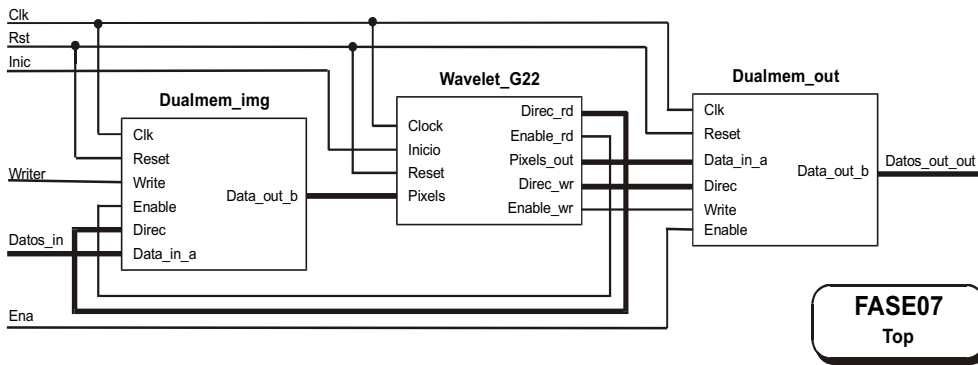 Clk
Rst
Inic
Writer
Datos_in
Ena
Dualmem_img
Clk
Reset
Write
Enable
Direc
Data_in_a
Data_out_b
Wavelet_G22
Clock
Inicio
Reset
Pixels
Direc_rd
Enable_rd
Pixels_out
Direc_wr
Enable_wr
Dualmem_out
Clk
Reset
Data_in_a
Direc
Write
Enable
Data_out_b
Datos_out_out
FASE07
Top